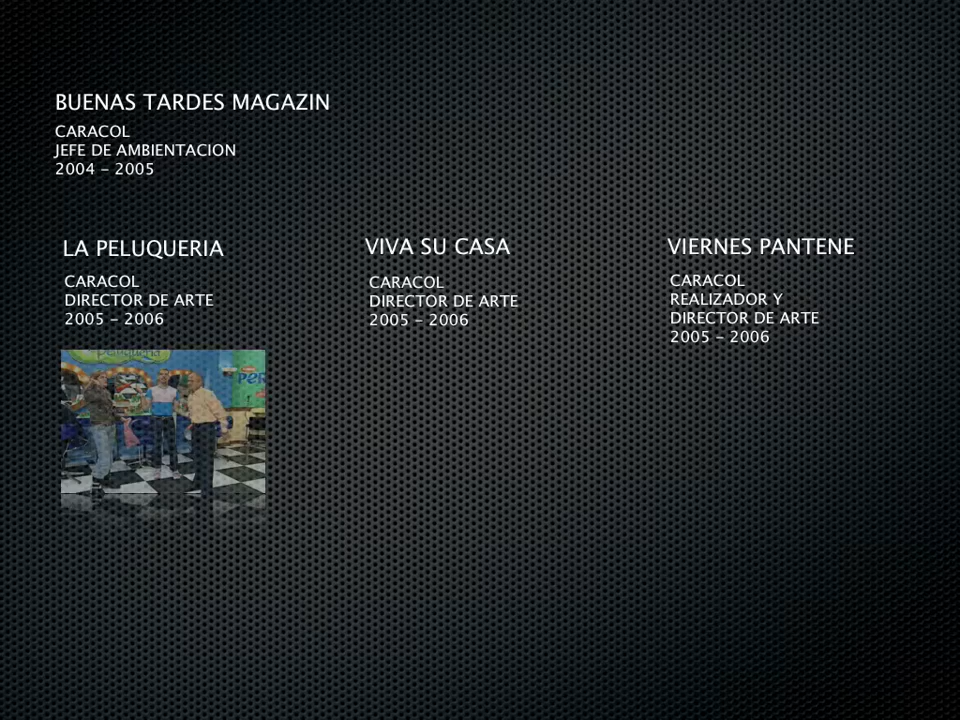 BUENAS TARDES MAGAZIN
CARACOL
JEFE DE AMBIENTACION
2004 - 2005
LA PELUQUERIA
CARACOL
DIRECTOR DE ARTE
2005 - 2006
Peluqueria
VIVA SU CASA
CARACOL
DIRECTOR DE ARTE
2005 - 2006
VIERNES PANTENE
CARACOL
REALIZADOR Y
DIRECTOR DE ARTE
2005 - 2006